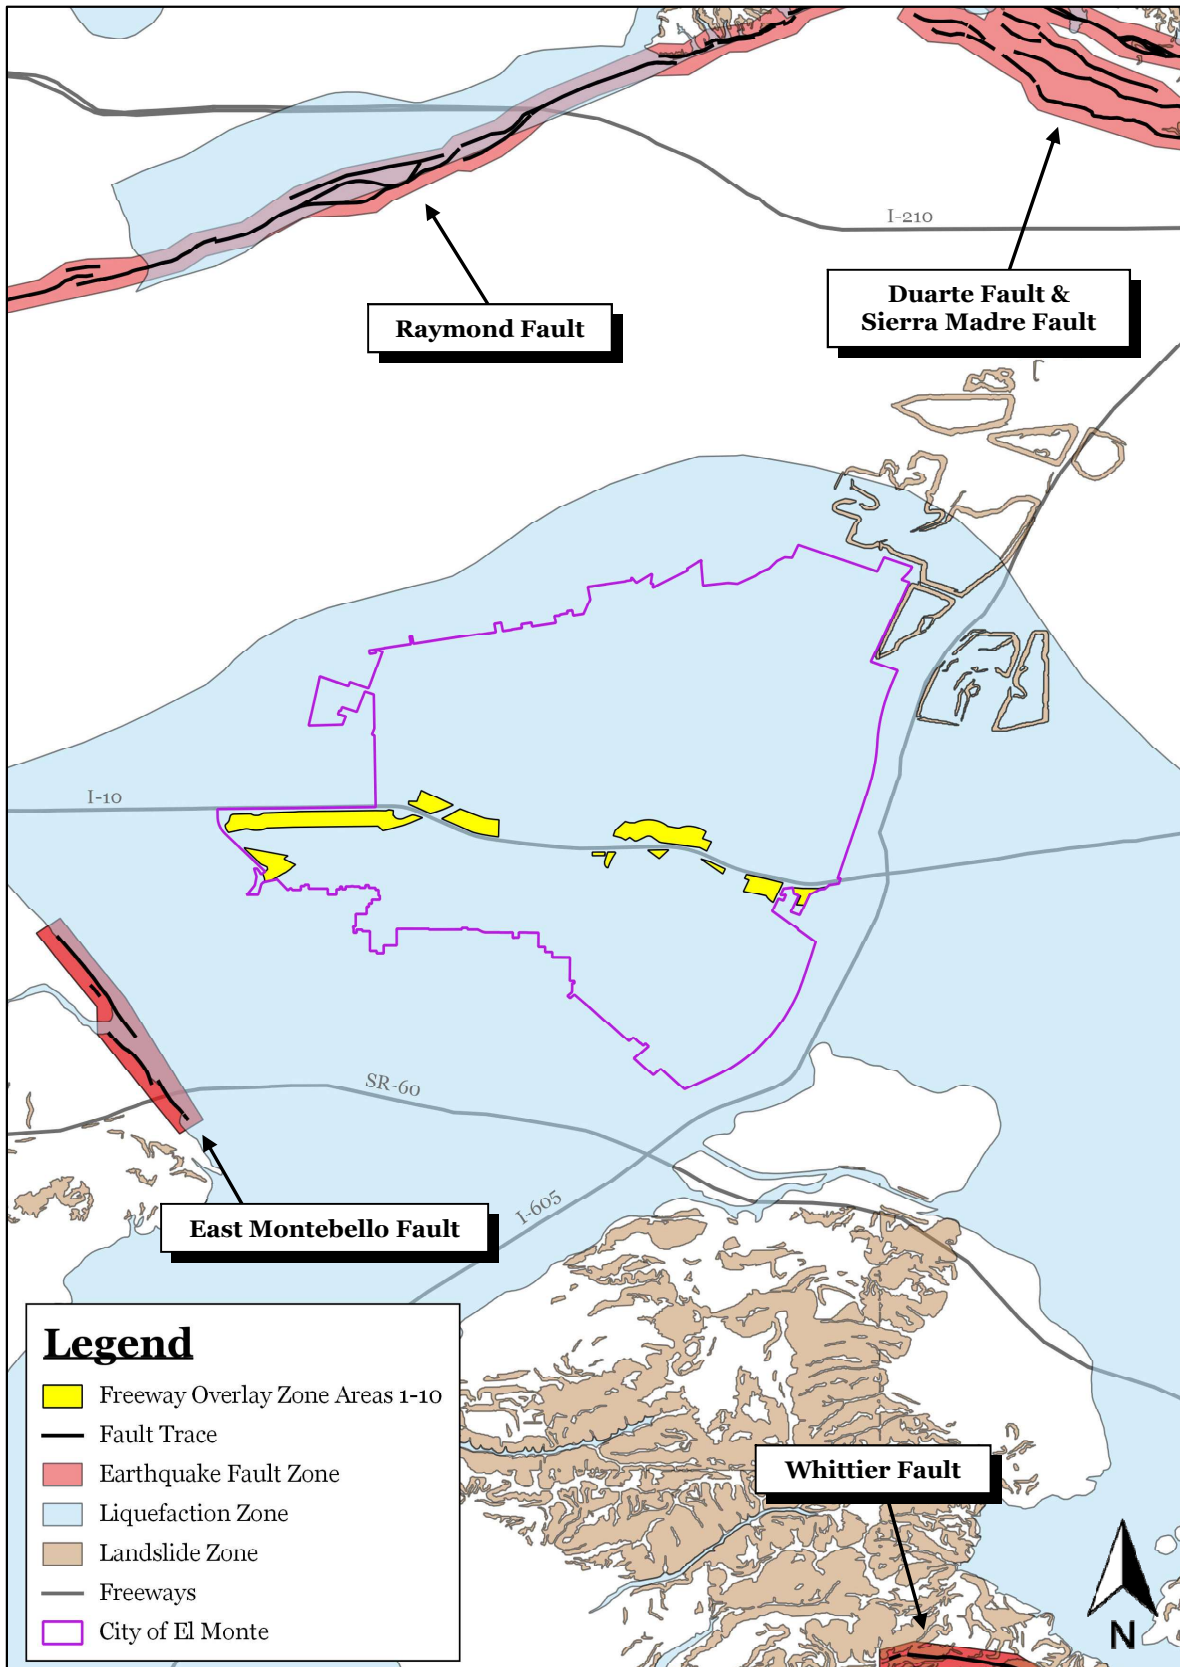 I-210
Raymond Fault
Duarte Fault &
Sierra Madre Fault
I-10
SR-60
I-605
East Montebello Fault
Legend
Freeway Overlay Zone Areas 1-10
Fault Trace
Earthquake Fault Zone
Liquefaction Zone
Landslide Zone
Freeways
City of El Monte
Whittier Fault
N